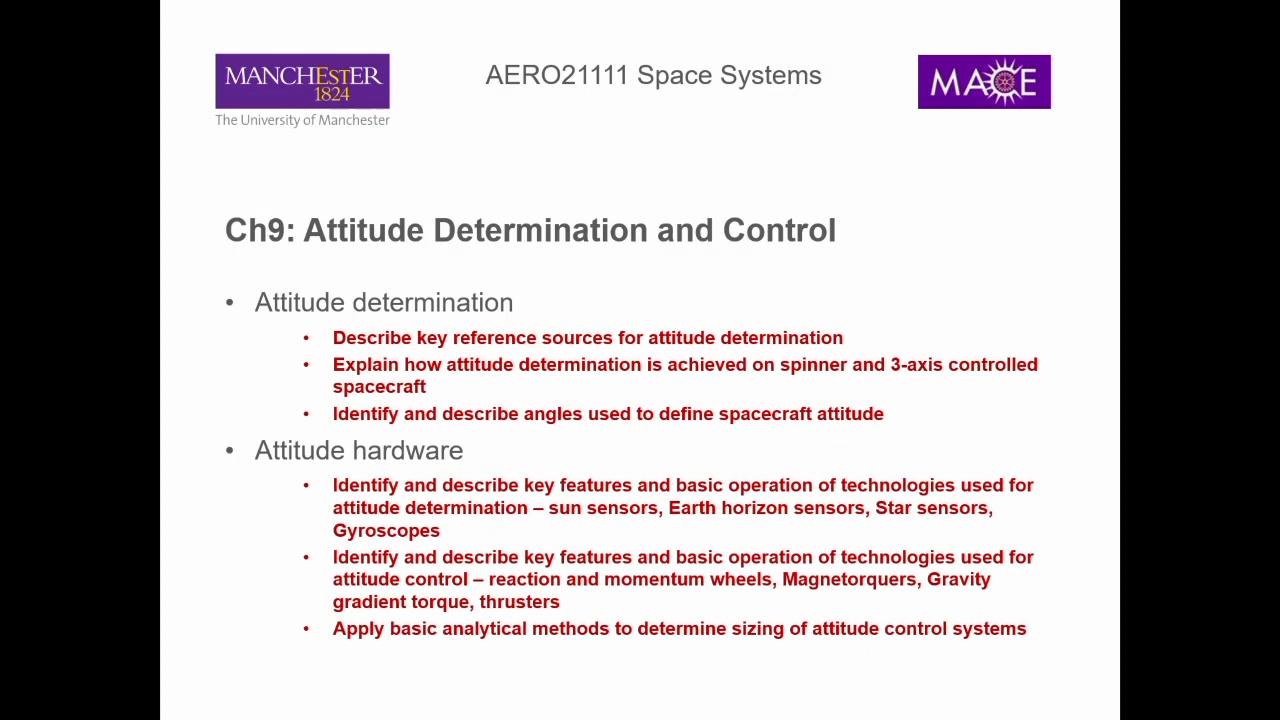 MANCHESTER
1824
The University of Manchester
AERO21111 Space Systems
MACE
Ch9: Attitude Determination and Control
• Attitude determination
• Describe key reference sources for attitude determination
• Explain how attitude determination is achieved on spinner and 3-axis controlled
spacecraft
• Identify and describe angles used to define spacecraft attitude
• Attitude hardware
• Identify and describe key features and basic operation of technologies used for
attitude determination – sun sensors, Earth horizon sensors, Star sensors,
Gyroscopes
• Identify and describe key features and basic operation of technologies used for
attitude control – reaction and momentum wheels, Magnetorquers, Gravity
gradient torque, thrusters
• Apply basic analytical methods to determine sizing of attitude control systems